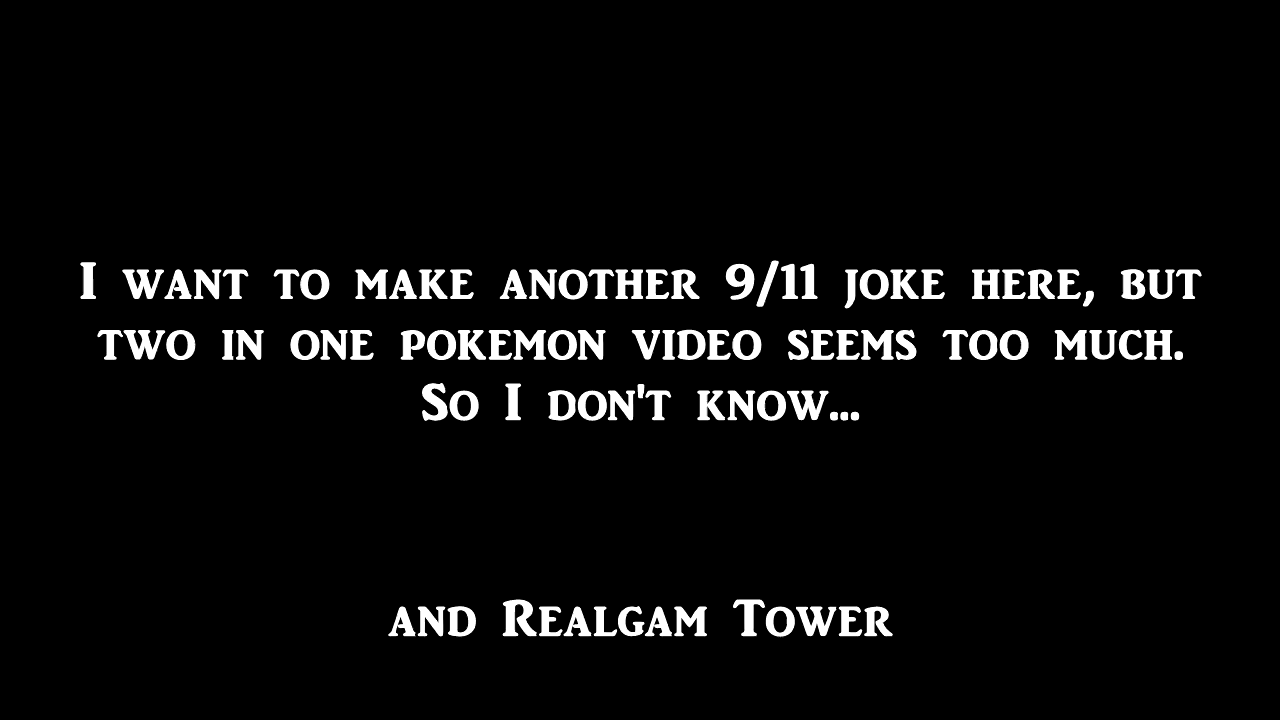 I want to make another 9/11 joke here, but
two in one pokemon video seems too much.
So I don't know...
and Realgam Tower